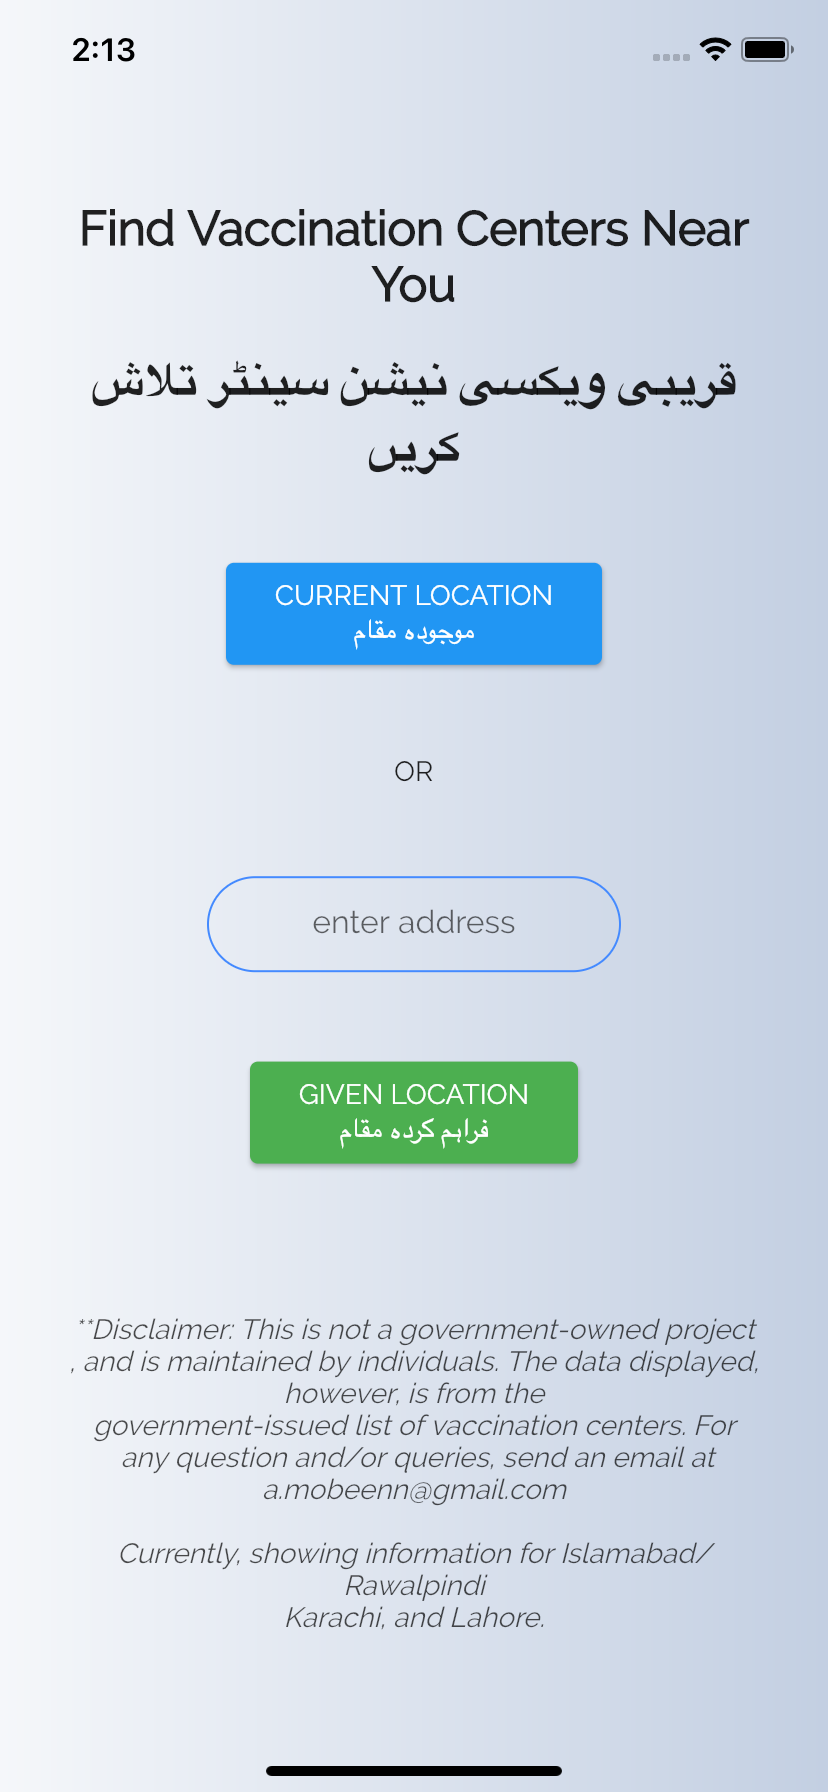 2:13
Find Vaccination Centers Near
You
قریبی ویکسی نیشن سینٹر تلاش
کریں
CURRENT LOCATION
موجودہ مقام
OR
enter address
GIVEN LOCATION
فراہم کردہ مقام
**Disclaimer: This is not a government-owned project
, and is maintained by individuals. The data displayed,
however, is from the
government-issued list of vaccination centers. For
any question and/or queries, send an email at
a.mobeenn@gmail.com
Currently, showing information for Islamabad/
Rawalpindi
Karachi, and Lahore.